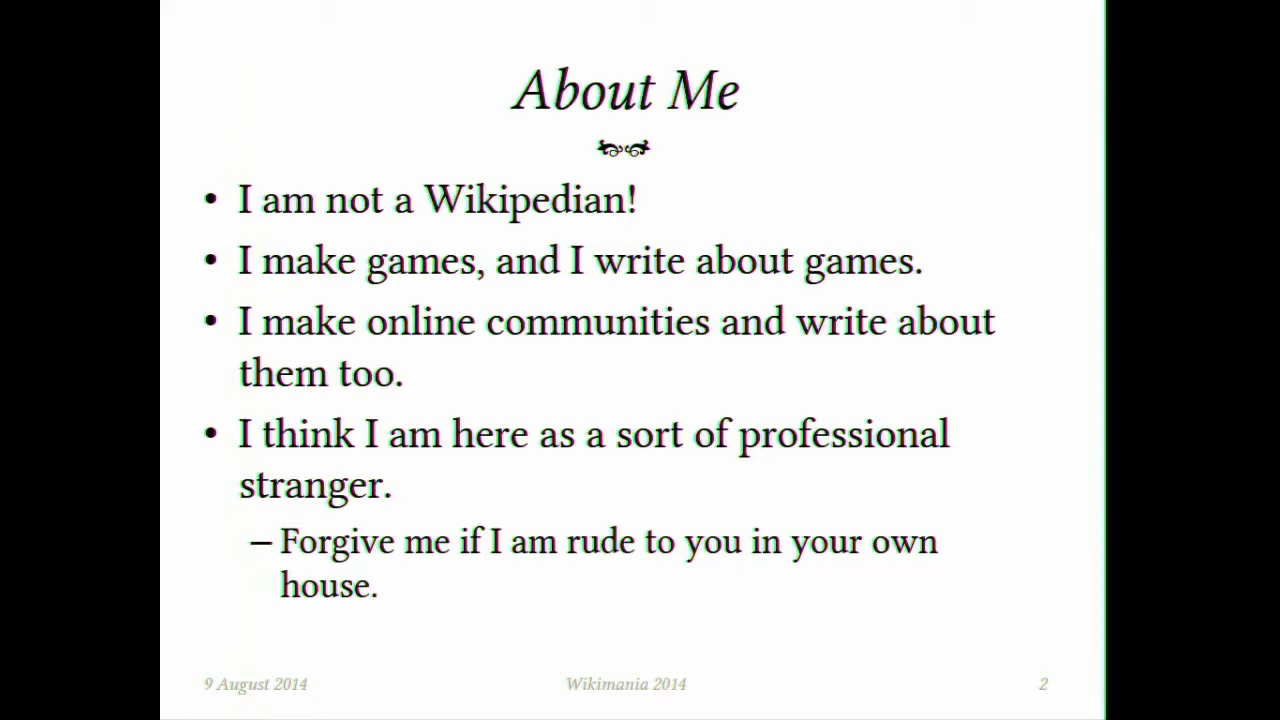 About Me
• I am not a Wikipedian!
• I make games, and I write about games.
• I make online communities and write about
them too.
• I think I am here as a sort of professional
stranger.
– Forgive me if I am rude to you in your own
house.
9 August 2014
Wikimania 2014
2